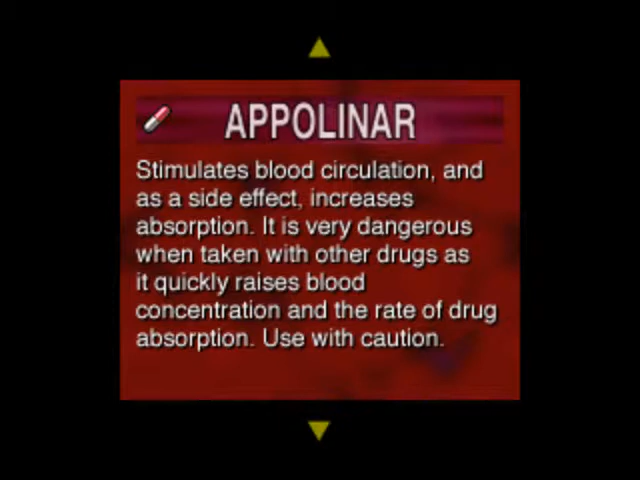 APPOLINAR
Stimulates blood circulation, and
as a side effect, increases
absorption. It is very dangerous
when taken with other drugs as
it quickly raises blood
concentration and the rate of drug
absorption. Use with caution.